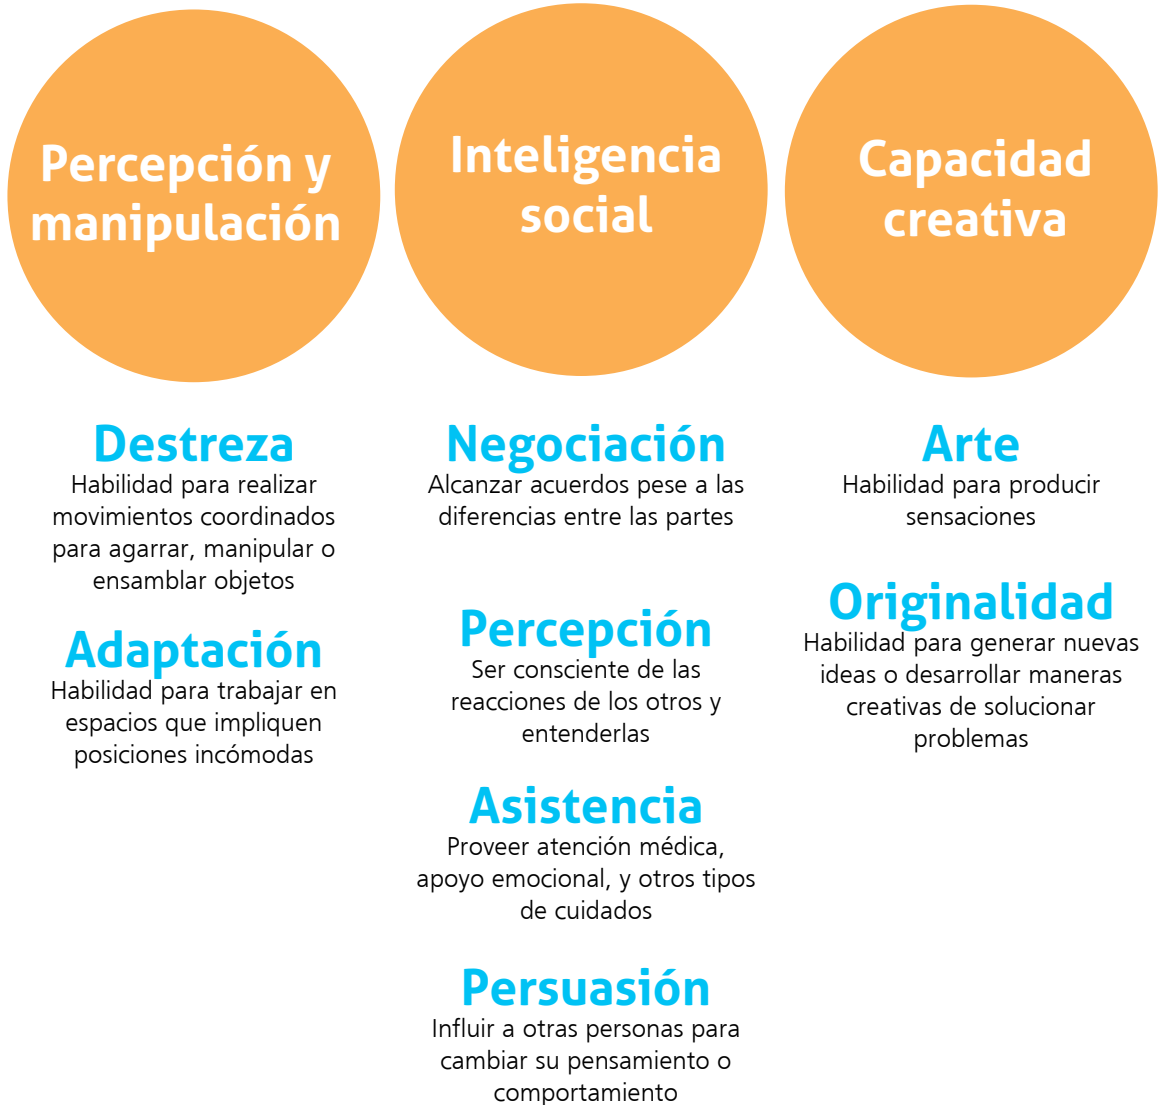 Percepción y
manipulación
Destreza
Habilidad para realizar
movimientos coordinados
para agarrar, manipular o
ensamblar objetos
Adaptación
Habilidad para trabajar en
espacios que impliquen
posiciones incómodas
Inteligencia
social
Negociación
Alcanzar acuerdos pese a las
diferencias entre las partes
Percepción
Ser consciente de las
reacciones de los otros y
entenderlas
Asistencia
Proveer atención médica,
apoyo emocional, y otros tipos
de cuidados
Persuasión
Influir a otras personas para
cambiar su pensamiento o
comportamiento
Capacidad
creativa
Arte
Habilidad para producir
sensaciones
Originalidad
Habilidad para generar nuevas
ideas o desarrollar maneras
creativas de solucionar
problemas